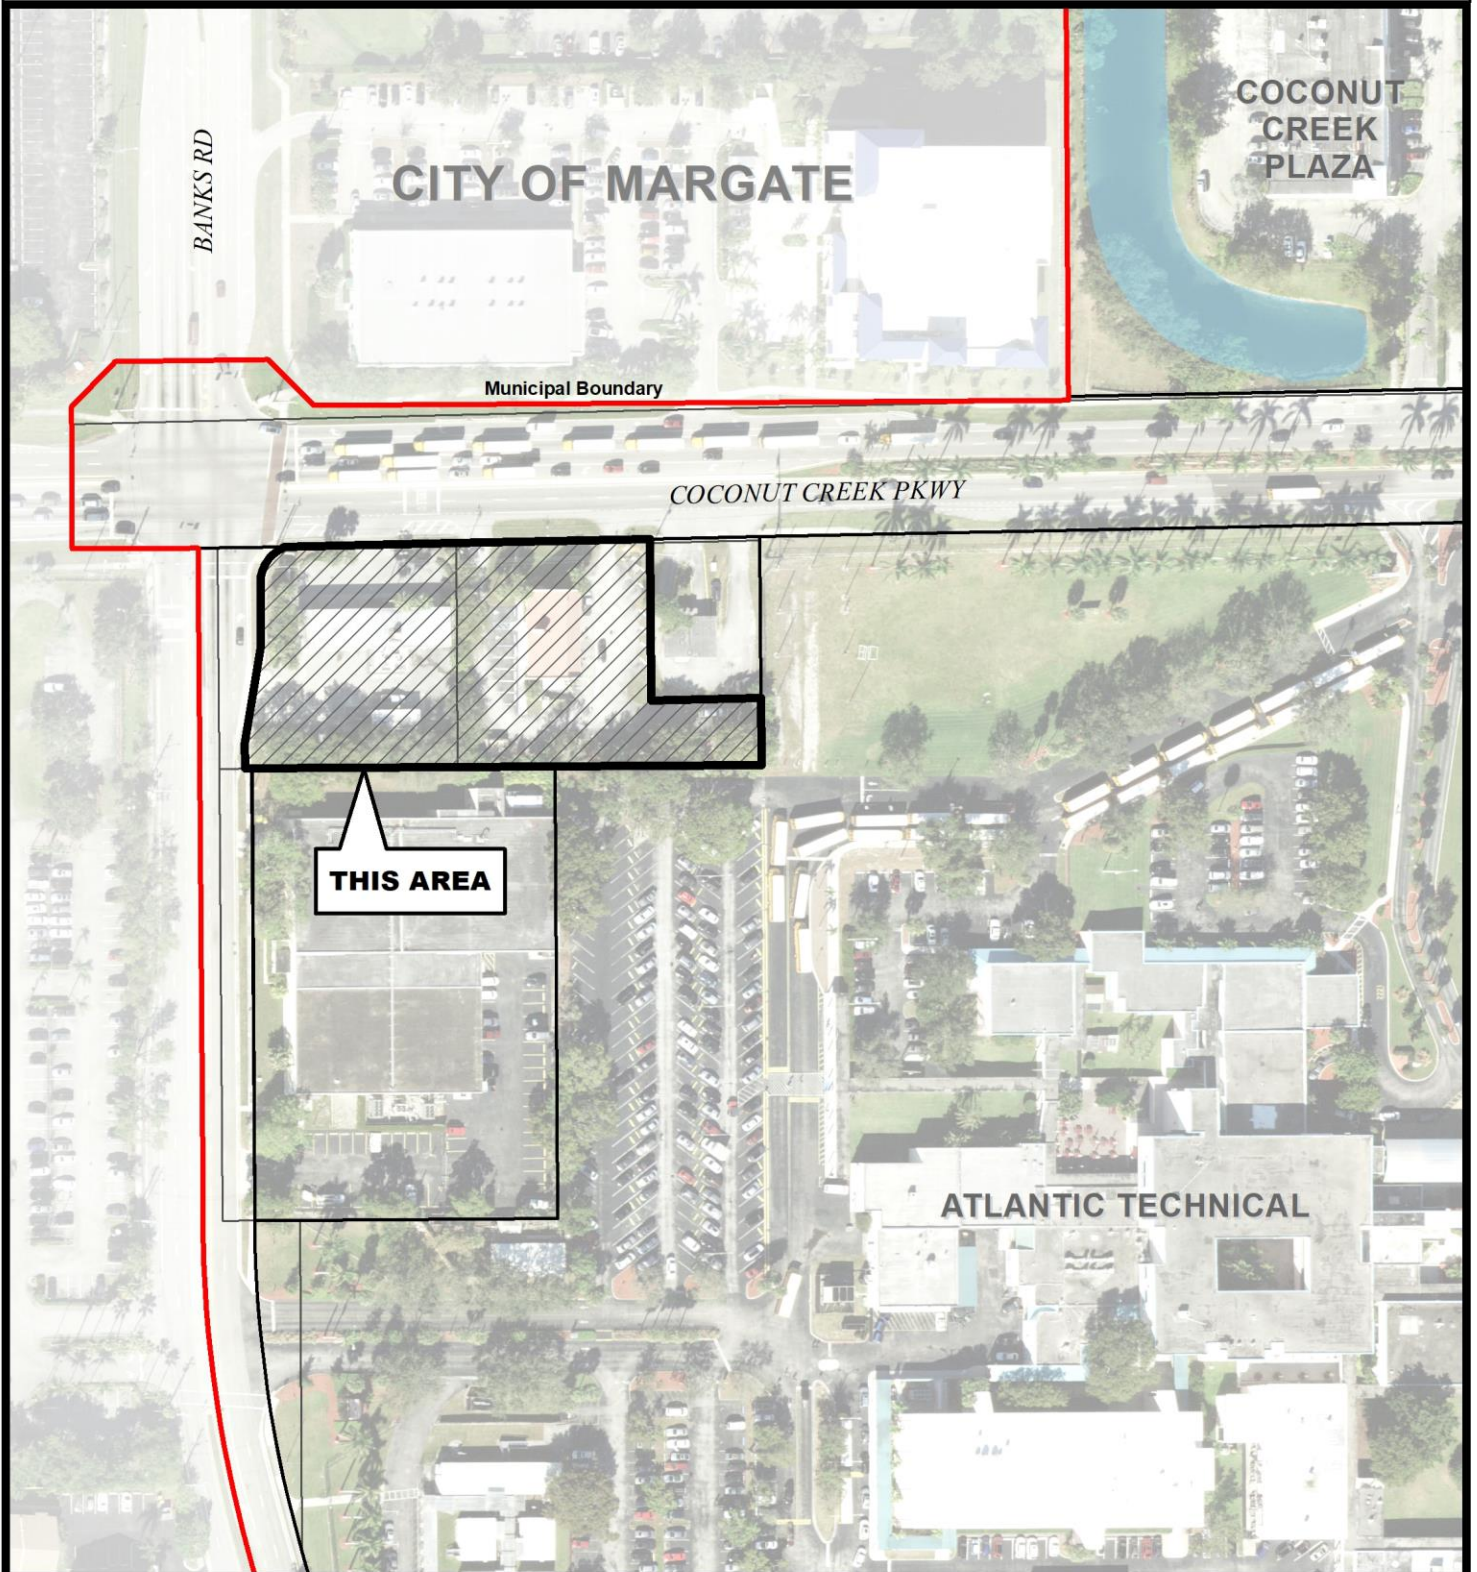 COCONUT
CREEK
PLAZA
BANKS RD
CITY OF MARGATE
Municipal Boundary
COCONUT CREEK PKWY
THIS AREA
ATLANTIC TECHNICAL